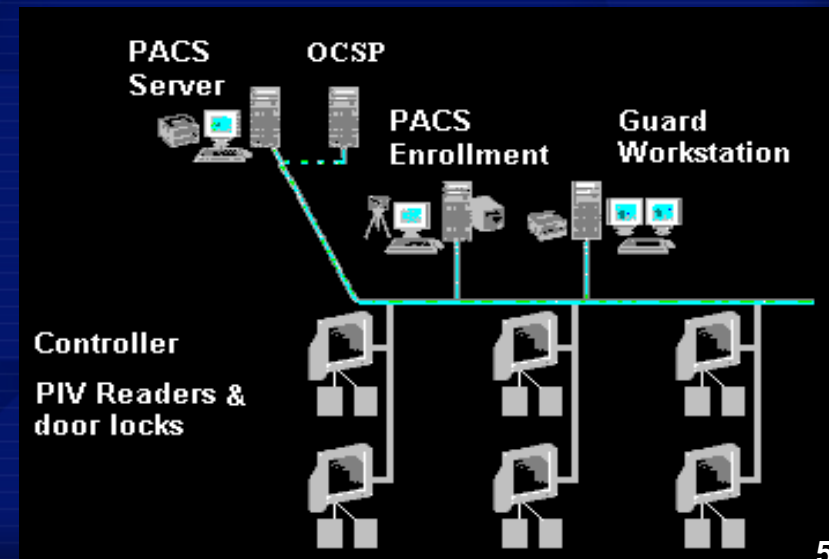 PACS
Server
OCSP
PACS
Enrollment
Guard
Workstation
Controller
PIV Readers &
door locks
5